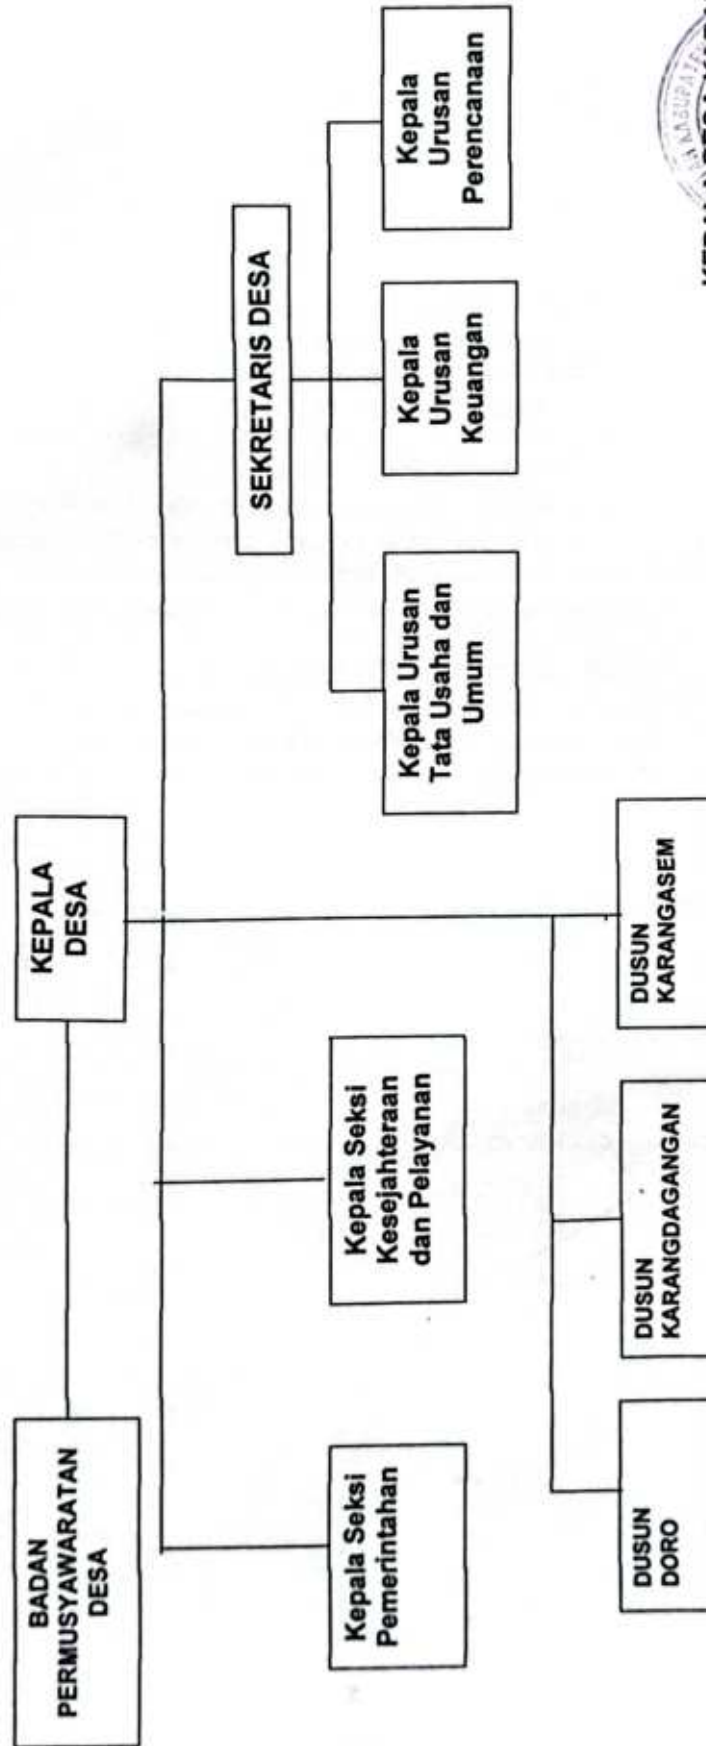 BADAN
PERMUSYAWARATAN
DESA
KEPALA
DESA
SEKRETARIS DESA
Kepala Seksi
Pemerintahan
Kepala Seksi
Kesejahteraan
dan Pelayanan
Kepala Urusan
Tata Usaha dan
Umum
Kepala
Urusan
Keuangan
Kepala
Urusan
Perencanaan
DUSUN
DORO
DUSUN
KARANGDAGANGAN
DUSUN
KARANGASEM